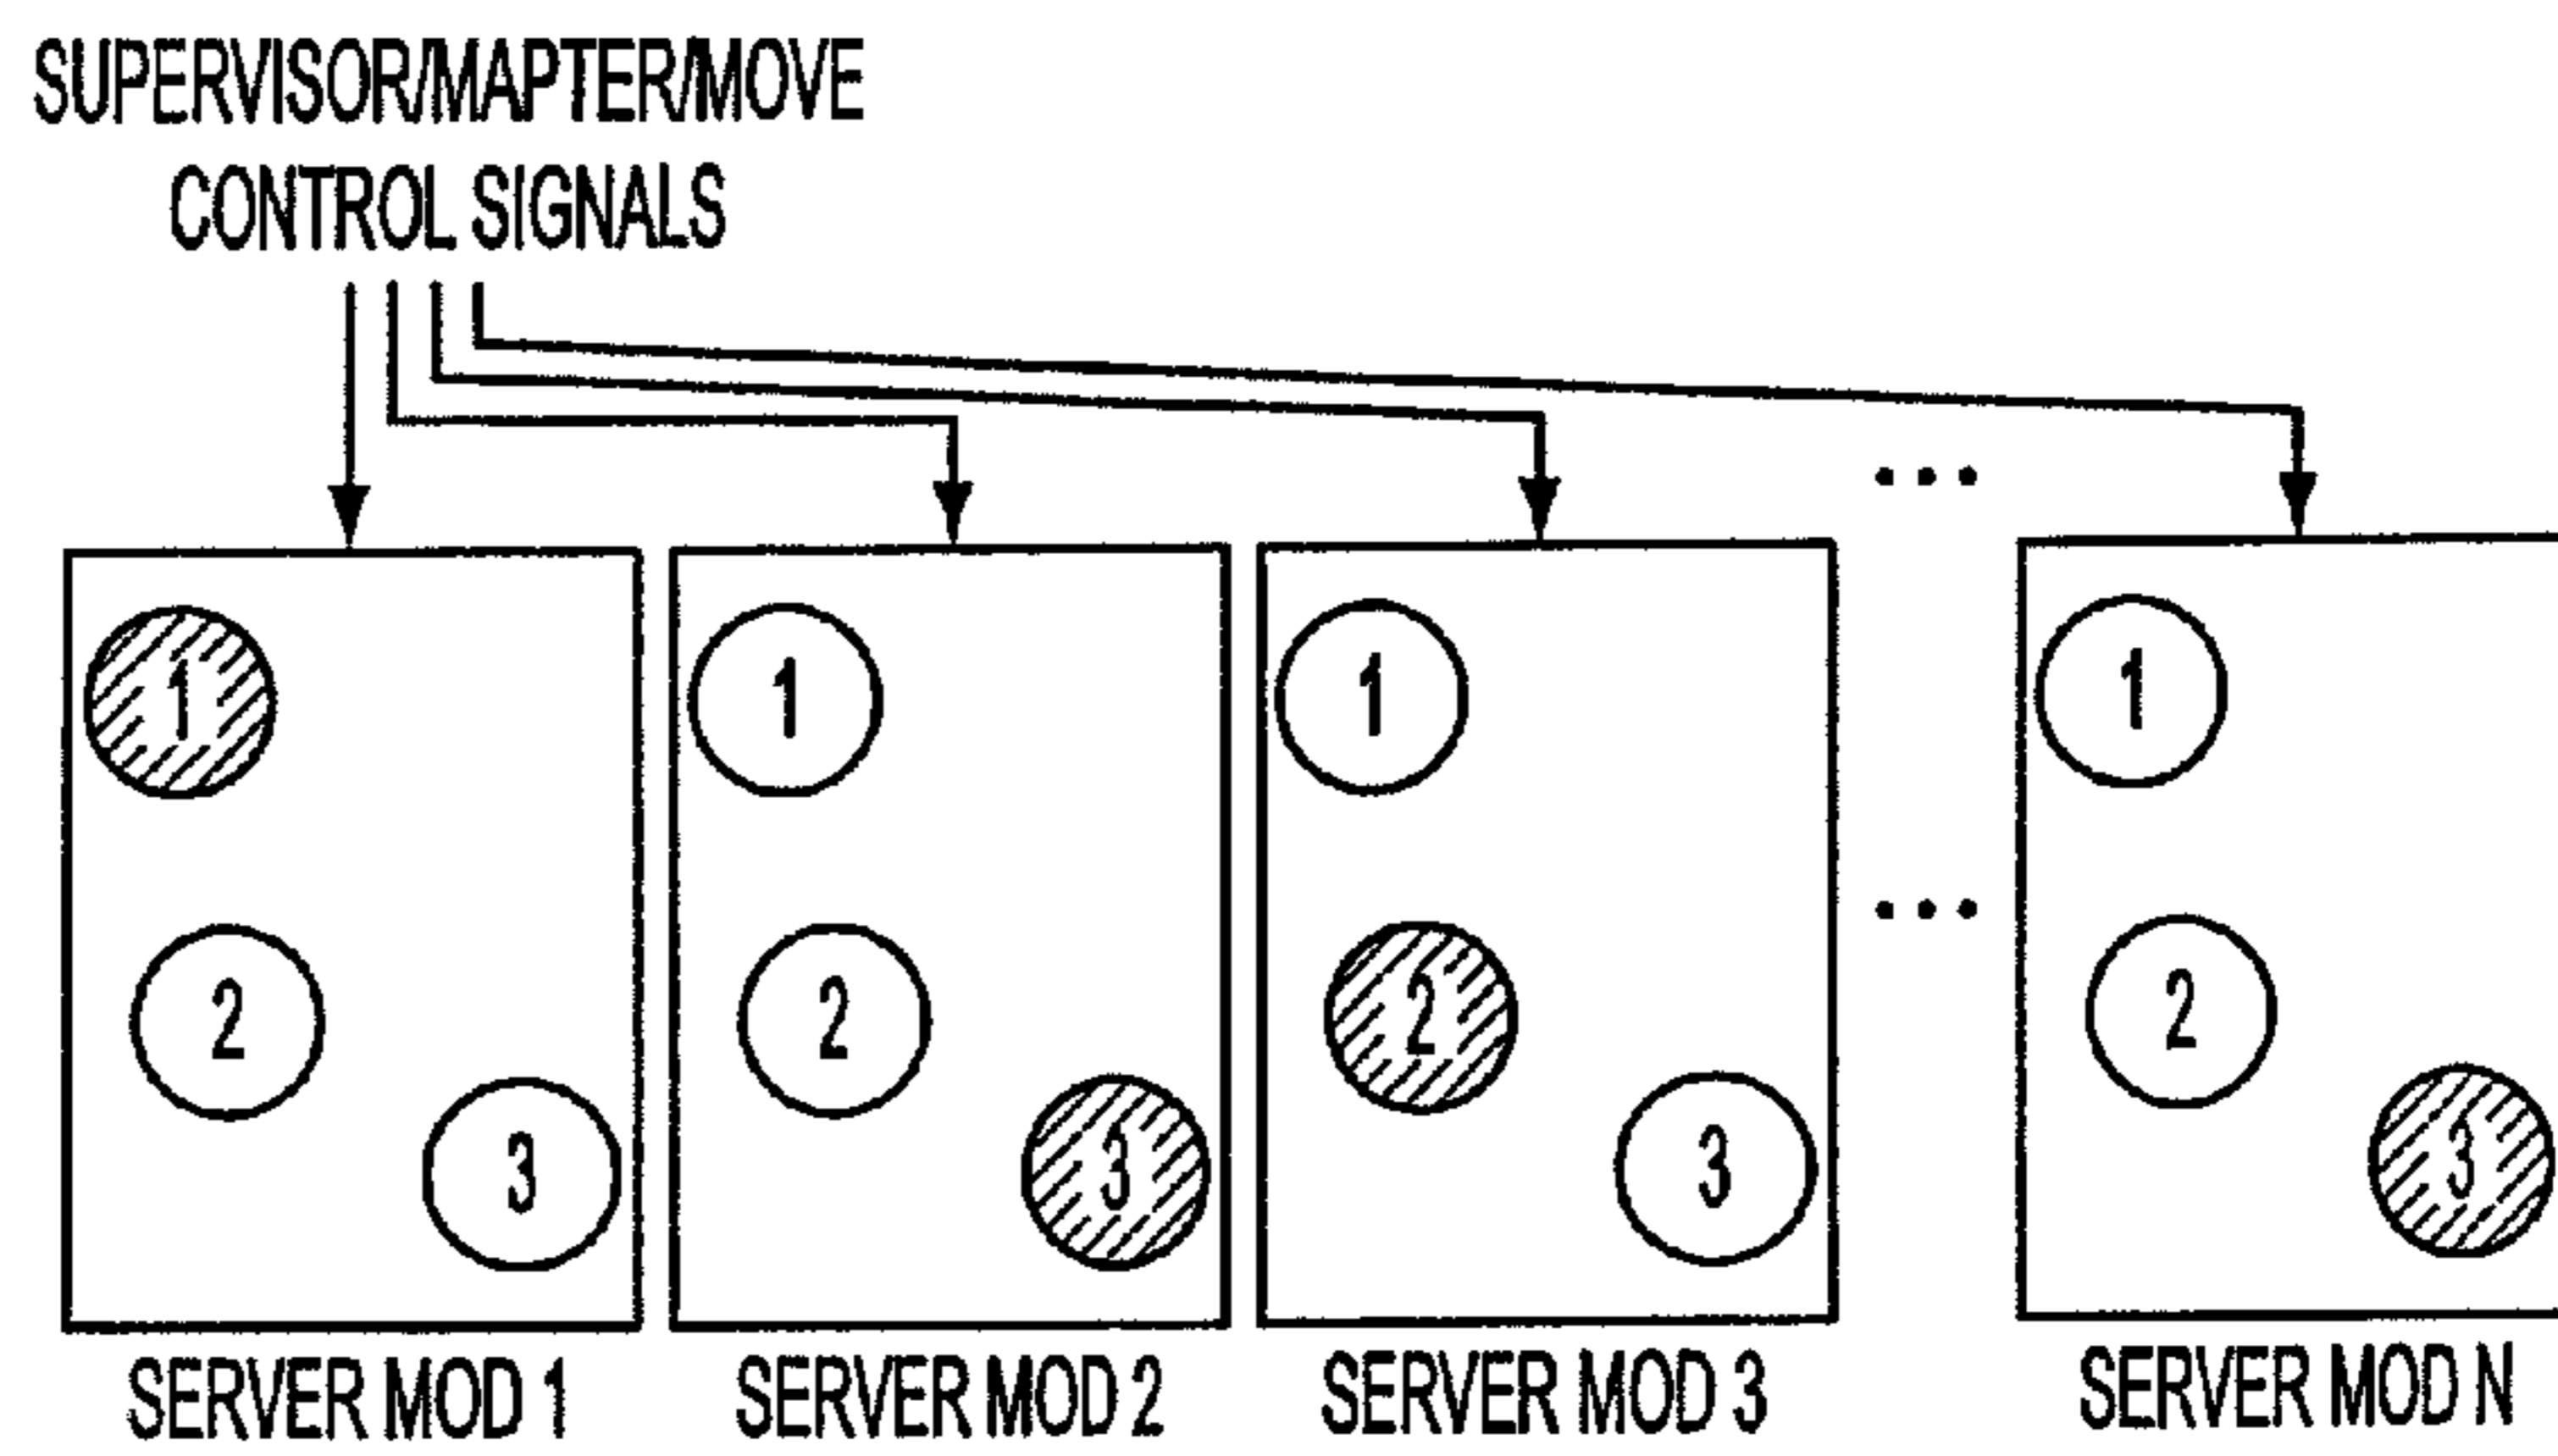 SUPERVISOR/MAPTER/MOVE
CONTROL SIGNALS
1 1 1 1
2 2 2 2
3 3 3 3
SERVER MOD 1 SERVER MOD 2 SERVER MOD 3 SERVER MOD N